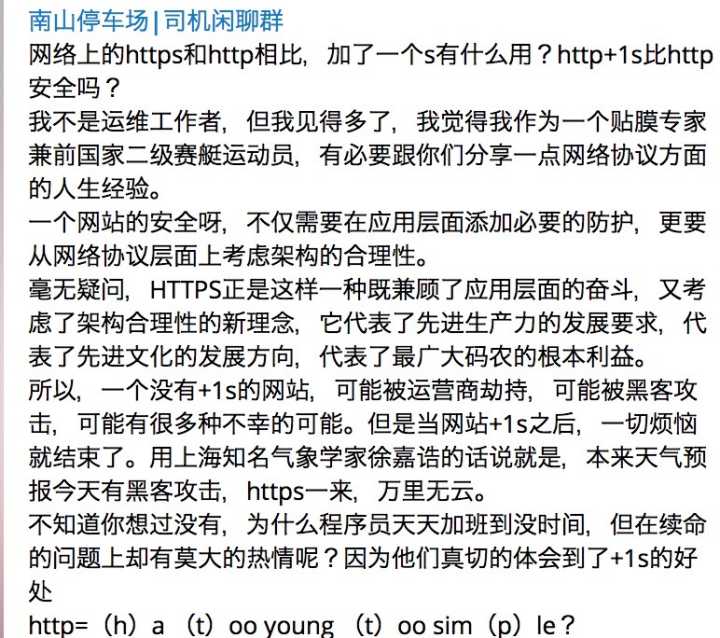 南山停车场|司机闲聊群
网络上的https和http相比，加了一个s有什么用？http+1s比http
安全吗？
我不是运维工作者，但我见得多了，我觉得我作为一个贴膜专家
兼前国家二级赛艇运动员，有必要跟你们分享一点网络协议方面
的人生经验。
一个网站的安全呀，不仅需要在应用层面添加必要的防护，更要
从网络协议层面上考虑架构的合理性。
毫无疑问，HTTPS正是这样一种既兼顾了应用层面的奋斗，又考
虑了架构合理性的新理念，它代表了先进生产力的发展要求，代
表了先进文化的发展方向，代表了最广大码农的根本利益。
所以，一个没有+1s的网站，可能被运营商劫持，可能被黑客攻
击，可能有很多种不幸的可能。但是当网站+1s之后，一切烦恼
就结束了。用上海知名气象学家徐嘉诰的话说就是，本来天气预
报今天有黑客攻击，https一来，万里无云。
不知道你想过没有，为什么程序员天天加班到没时间，但在续命
的问题上却有莫大的热情呢？因为他们真切的体会到了+1s的好
处
http=（h）a （t）oo young （t）oo sim（p）le？